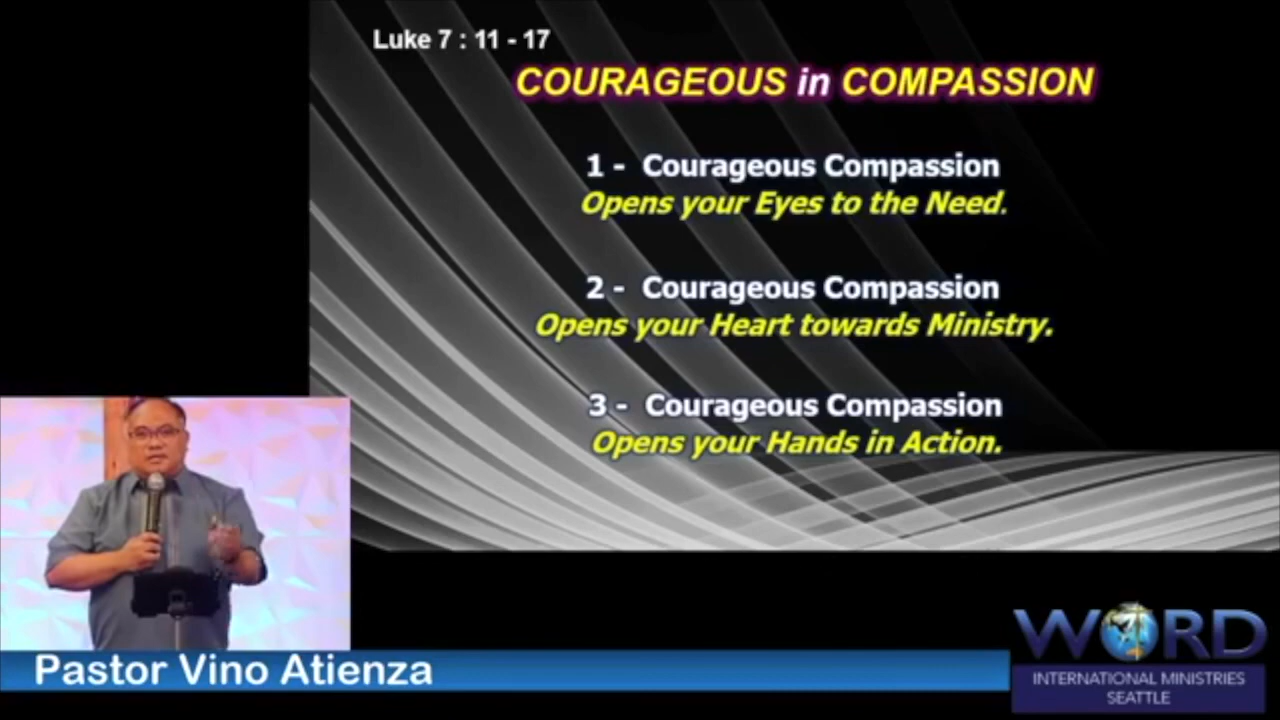 Luke 7 : 11 - 17
COURAGEOUS in COMPASSION
1 - Courageous Compassion
Opens your Eyes to the Need.
2 - Courageous Compassion
Opens your Heart towards Ministry.
3 - Courageous Compassion
Opens your Hands in Action.
Pastor Vino Atienza
WORD
INTERNATIONAL MINISTRIES
SEATTLE